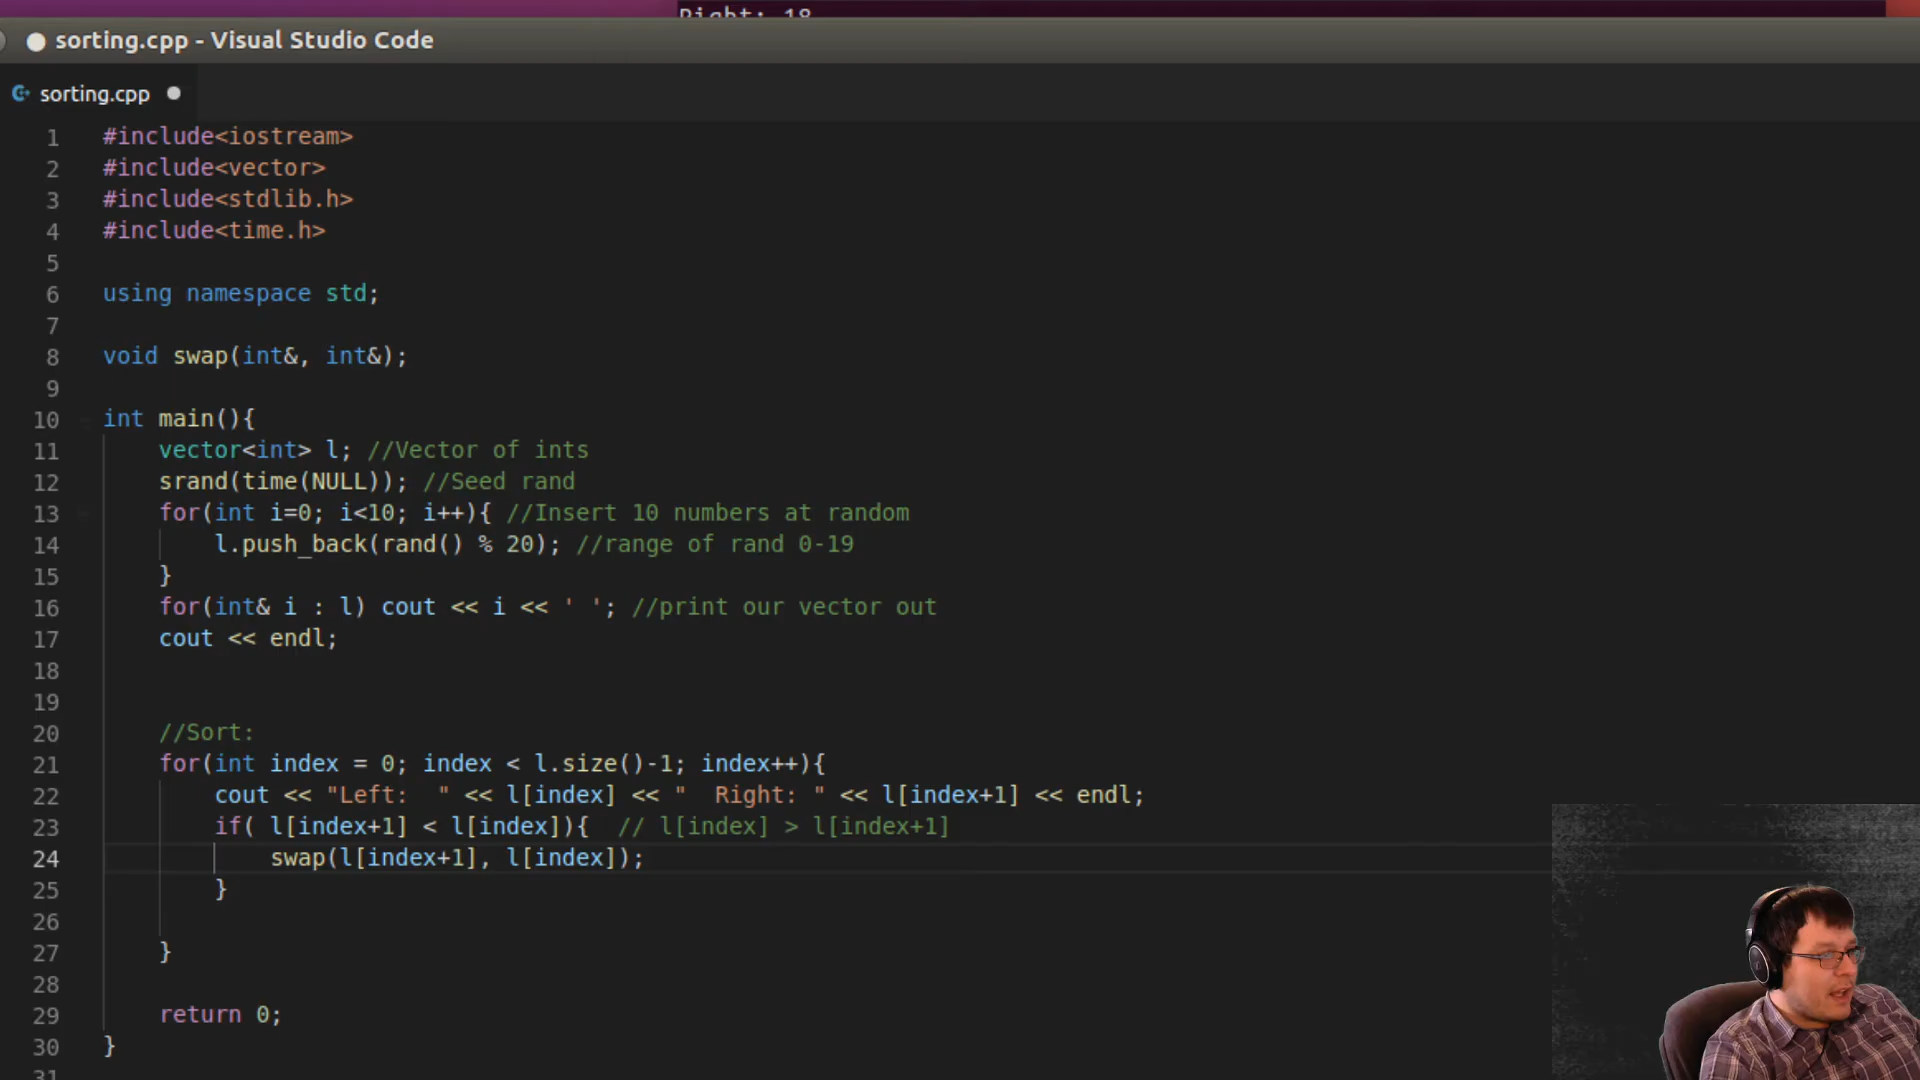 Right: 18
sorting.cpp - Visual Studio Code
sorting.cpp
1 #include<iostream>
2 #include<vector>
3 #include<stdlib.h>
4 #include<time.h>
5
6 using namespace std;
7
8 void swap(int&, int&);
9
10 int main(){
11 vector<int> l; //Vector of ints
12 srand(time(NULL)); //Seed rand
13 for(int i=0; i<10; i++){ //Insert 10 numbers at random
14 l.push_back(rand() % 20); //range of rand 0-19
15 }
16 for(int& i : l) cout << i << ' '; //print our vector out
17 cout << endl;
18
19
20 //Sort:
21 for(int index = 0; index < l.size()-1; index++){
22 cout << "Left:  " << l[index] << "  Right: " << l[index+1] << endl;
23 if( l[index+1] < l[index]){  // l[index] > l[index+1]
24 swap(l[index+1], l[index]);
25 }
26
27 }
28
29 return 0;
30 }
31